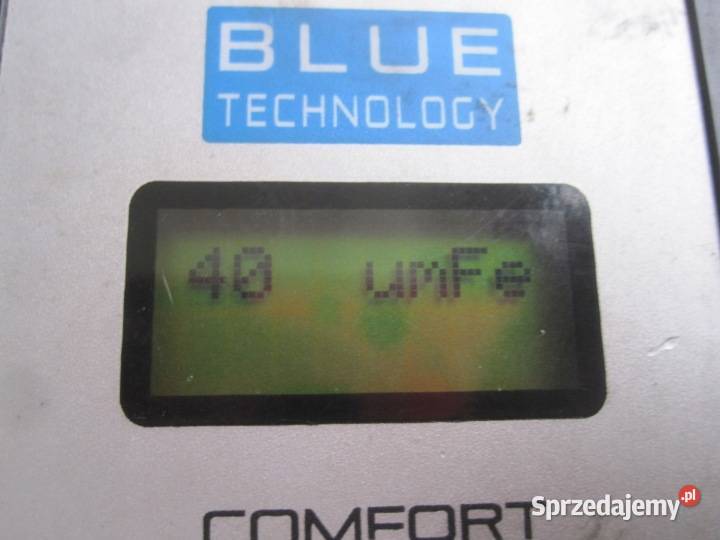 BLUE
TECHNOLOGY
40 umFe
COMFORT
Sprzedajemy.pl